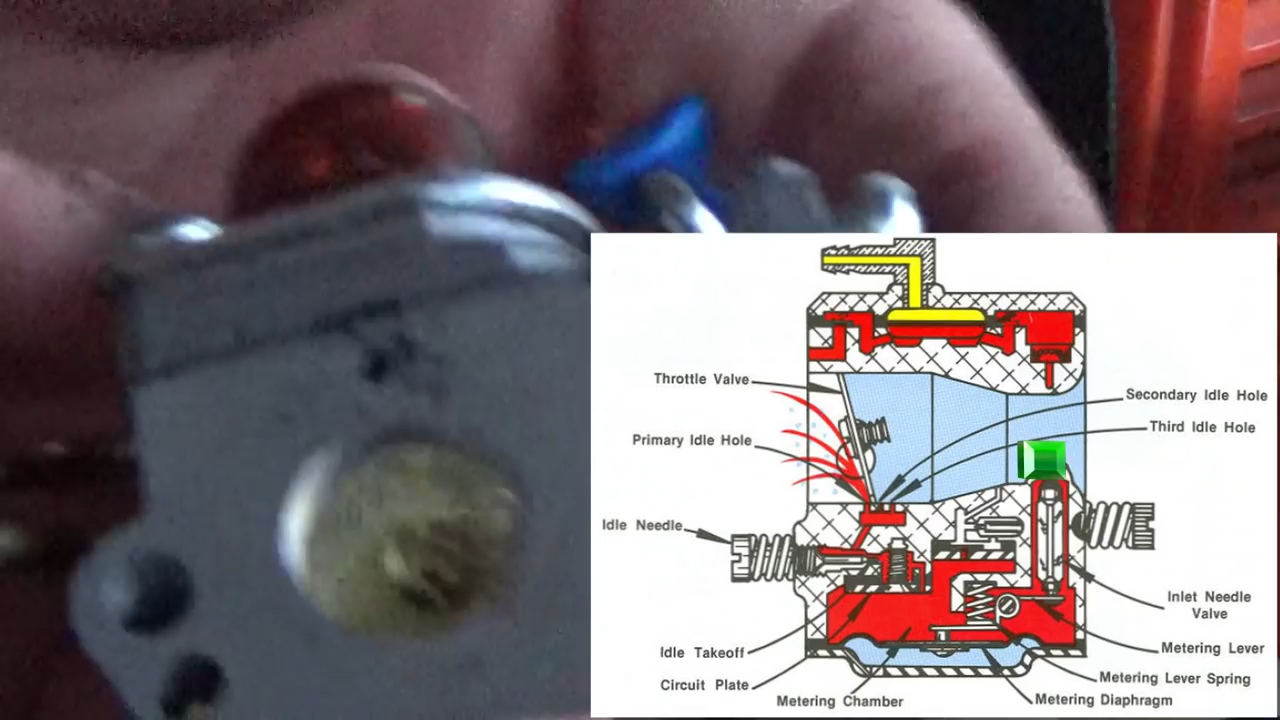 Throttle Valve
Secondary Idle Hole
Third Idle Hole
Primary Idle Hole
Idle Needle
Inlet Needle
Valve
Idle Takeoff
Metering Lever
Circuit Plate
Metering Lever Spring
Metering Chamber
Metering Diaphragm